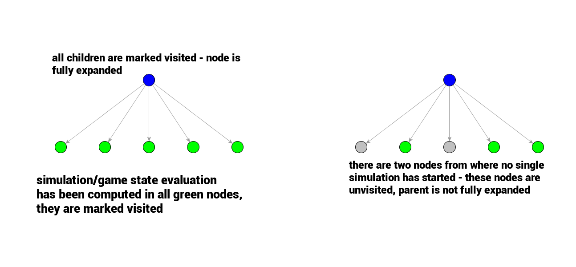 all children are marked visited - node is
fully expanded
simulation/game state evaluation
has been computed in all green nodes,
they are marked visited
there are two nodes from where no single
simulation has started - these nodes are
unvisited, parent is not fully expanded